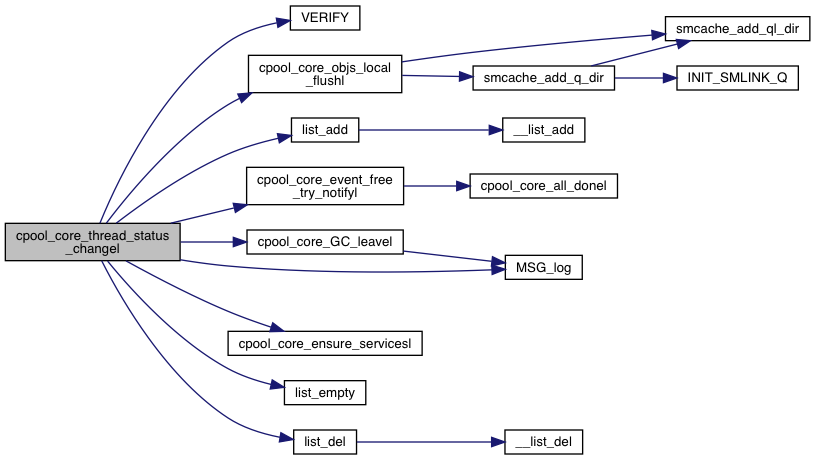 VERIFY
smcache_add_ql_dir
cpool_core_objs_local
_flushl
smcache_add_q_dir
INIT_SMLINK_Q
list_add
__list_add
cpool_core_event_free
_try_notifyl
cpool_core_all_donel
cpool_core_thread_status
_changel
cpool_core_GC_leavel
MSG_log
cpool_core_ensure_servicesl
list_empty
list_del
__list_del